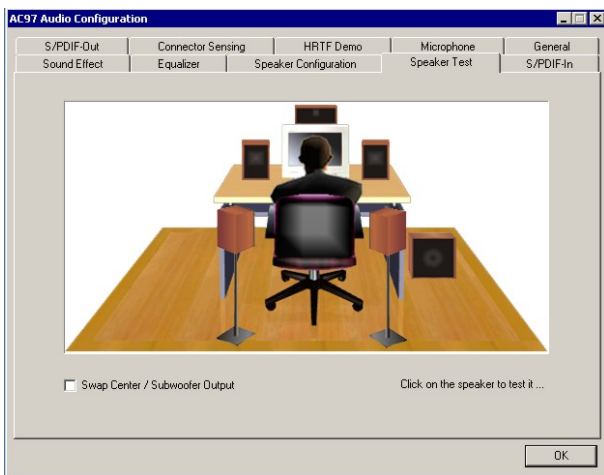 AC97 Audio Configuration
S/PDIF-Out Connector Sensing HRTF Demo Microphone General
Sound Effect Equalizer Speaker Configuration Speaker Test S/PDIF-In
Swap Center / Subwoofer Output Click on the speaker to test it ...
OK